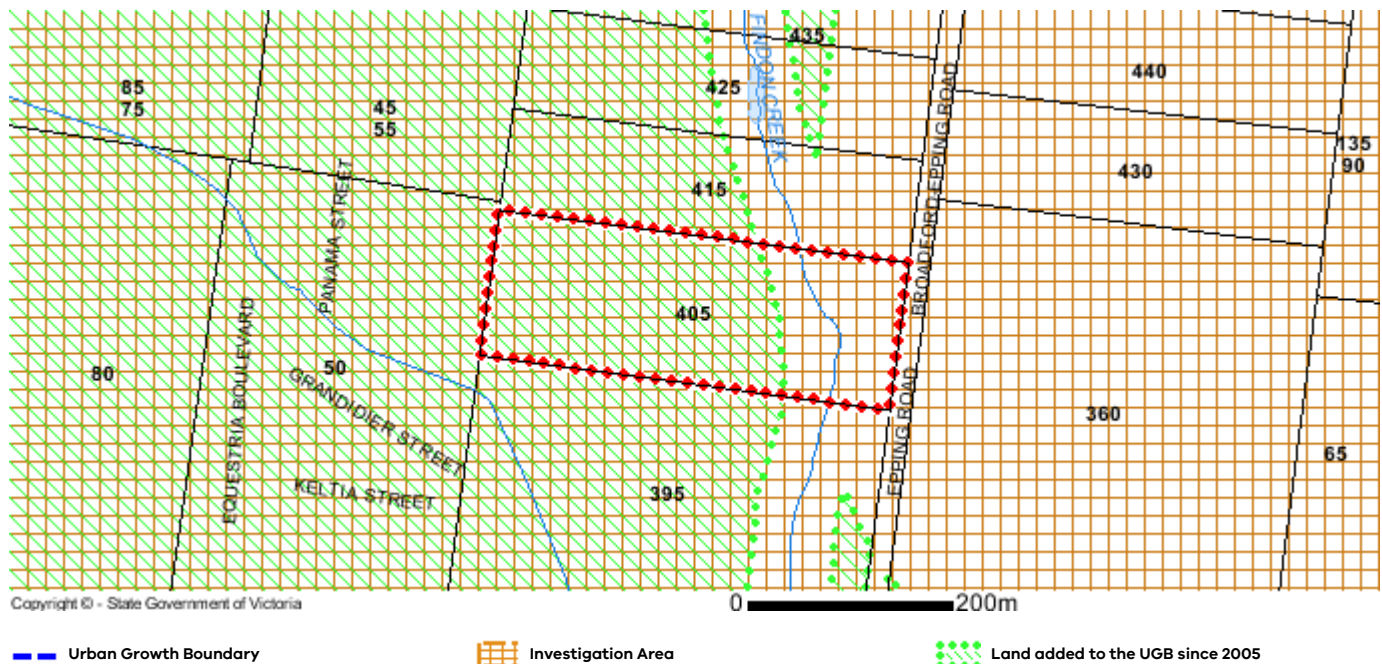 435
440
85
75
425
45
55
FINDON CREEK
BROADFORD-EPPING ROAD
135
90
430
415
PANAMA STREET
405
EQUESTRIA BOULEVARD
80
50
GRANDIDIER STREET
EPPING ROAD
360
65
KELTIA STREET
395
Copyright © - State Government of Victoria
0 200m
Urban Growth Boundary
Investigation Area
Land added to the UGB since 2005